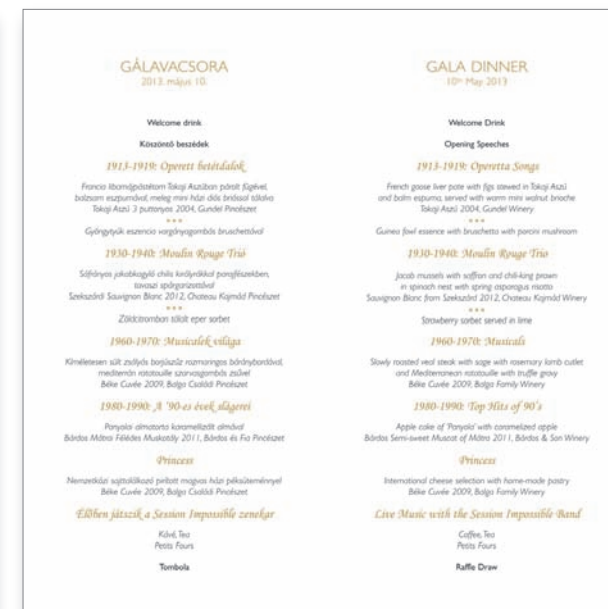 GÁLAVACSORA
2013. május 10.
Welcome drink
Köszöntő beszédek
1913-1919: Operett betétdalok
Francia libamájpástétom Tokaji Aszúban párolt fügével,
balzsam eszpumával, meleg mini házi diós brióssal tálalva
Tokaji Aszú 3 puttonyos 2004, Gundel Pincészet
***
Gyöngytyúk eszencia vargányagombás bruschettával
1930-1940: Moulin Rouge Trió
Sáfrányos jakabkagyló chilis királyrákkal parajfészekben,
tavaszi spárgarizottóval
Szekszárdi Sauvignon Blanc 2012, Chateau Kajmád Pincészet
***
Zöldcitromban tálalt eper sorbet
1960-1970: Musicalek világa
Kíméletesen sült zsályás borjúszűz rozmaringos báránybordával,
mediterrán ratatouille szarvasgombás zsűvel
Béke Cuvée 2009, Balga Családi Pincészet
1980-1990: A '90-es évek slágerei
Panyolai almatorta karamellizált almával
Bárdos Mátrai Félédes Muskotály 2011, Bárdos és Fia Pincészet
Princess
Nemzetközi sajttálalkozó pirított magvas házi péksüteménnyel
Béke Cuvée 2009, Balga Családi Pincészet
Élőben játszik a Session Impossible zenekar
Kávé, Tea
Petits Fours
Tombola
GALA DINNER
10th May 2013
Welcome Drink
Opening Speeches
1913-1919: Operetta Songs
French goose liver pate with figs stewed in Tokaji Aszú
and balm espuma, served with warm mini walnut brioche
Tokaji Aszú 2004, Gundel Winery
***
Guinea fowl essence with bruschetta with porcini mushroom
1930-1940: Moulin Rouge Trio
Jacob mussels with saffron and chili-king prawn
in spinach nest with spring asparagus risotto
Sauvignon Blanc from Szekszárd 2012, Chateau Kajmád Winery
***
Strawberry sorbet served in lime
1960-1970: Musicals
Slowly roasted veal steak with sage with rosemary lamb cutlet
and Mediterranean ratatouille with truffle gravy
Béke Cuvée 2009, Balga Family Winery
1980-1990: Top Hits of 90's
Apple cake of 'Panyola' with caramelized apple
Bárdos Semi-sweet Muscat of Mátra 2011, Bárdos & Son Winery
Princess
International cheese selection with home-made pastry
Béke Cuvée 2009, Balga Family Winery
Live Music with the Session Impossible Band
Coffee, Tea
Petits Fours
Raffle Draw